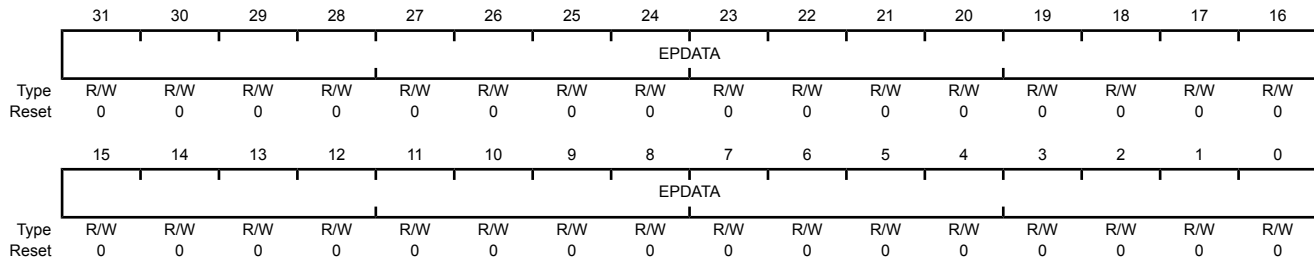 31 30 29 28 27 26 25 24 23 22 21 20 19 18 17 16
EPDATA
Type R/W R/W R/W R/W R/W R/W R/W R/W R/W R/W R/W R/W R/W R/W R/W R/W
Reset 0 0 0 0 0 0 0 0 0 0 0 0 0 0 0 0
15 14 13 12 11 10 9 8 7 6 5 4 3 2 1 0
EPDATA
Type R/W R/W R/W R/W R/W R/W R/W R/W R/W R/W R/W R/W R/W R/W R/W R/W
Reset 0 0 0 0 0 0 0 0 0 0 0 0 0 0 0 0